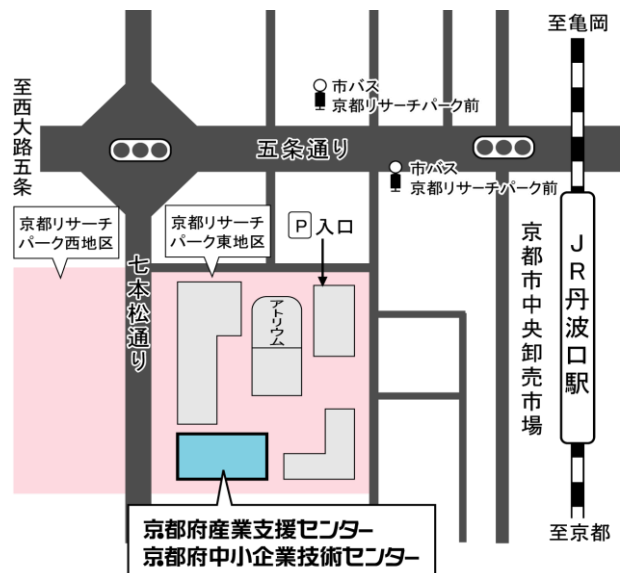 至亀岡
市バス
京都リサーチパーク前
至西大路五条
五条通り
市バス
京都リサーチパーク前
京都リサーチ
パーク西地区
京都リサーチ
パーク東地区
P 入口
七本松通り
アトリウム
京都市中央卸売市場
JR丹波口駅
京都府産業支援センター
京都府中小企業技術センター
至京都